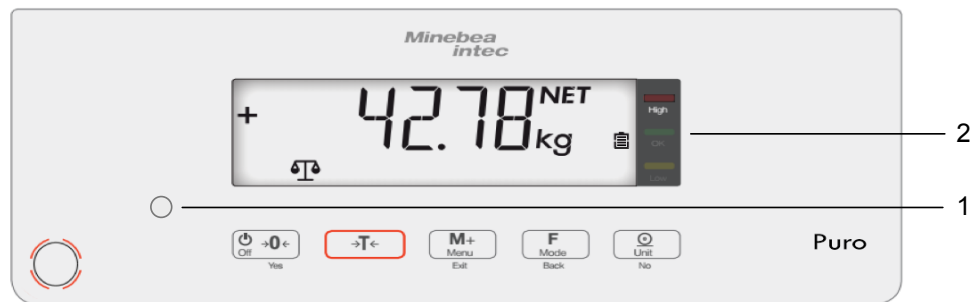 Minebea
intec
+ 42.78 NET
kg
High
OK
Low
2
1
Off →0← →T← M+ F
Menu Mode Unit
Yes Exit Back No
Puro